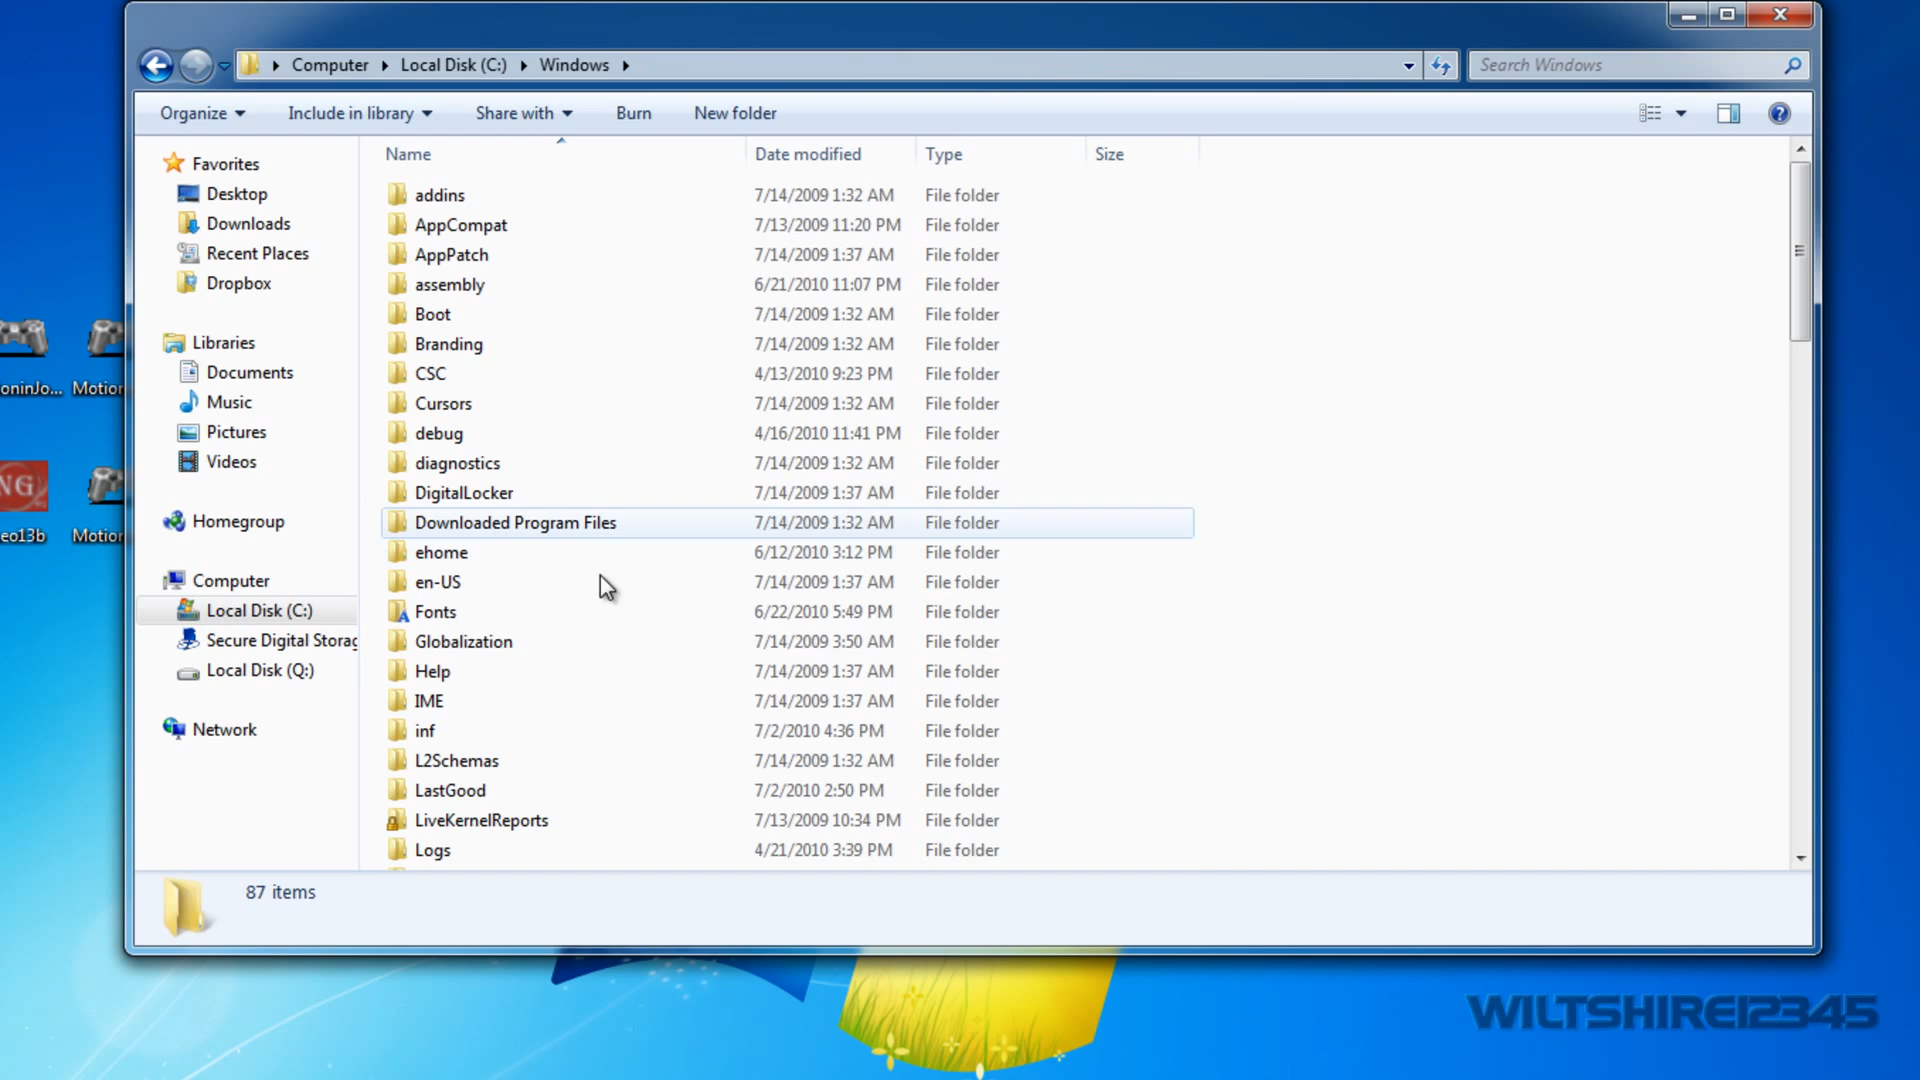 Computer Local Disk (C:) Windows
Search Windows
Organize Include in library Share with Burn New folder
Name Date modified Type Size
Favorites
Desktop
Downloads
Recent Places
Dropbox
Libraries
Documents
Music
Pictures
Videos
Homegroup
Computer
Local Disk (C:)
Secure Digital Storag
Local Disk (Q:)
Network
addins 7/14/2009 1:32 AM File folder
AppCompat 7/13/2009 11:20 PM File folder
AppPatch 7/14/2009 1:37 AM File folder
assembly 6/21/2010 11:07 PM File folder
Boot 7/14/2009 1:32 AM File folder
Branding 7/14/2009 1:32 AM File folder
CSC 4/13/2010 9:23 PM File folder
Cursors 7/14/2009 1:32 AM File folder
debug 4/16/2010 11:41 PM File folder
diagnostics 7/14/2009 1:32 AM File folder
DigitalLocker 7/14/2009 1:37 AM File folder
Downloaded Program Files 7/14/2009 1:32 AM File folder
ehome 6/12/2010 3:12 PM File folder
en-US 7/14/2009 1:37 AM File folder
Fonts 6/22/2010 5:49 PM File folder
Globalization 7/14/2009 3:50 AM File folder
Help 7/14/2009 1:37 AM File folder
IME 7/14/2009 1:37 AM File folder
inf 7/2/2010 4:36 PM File folder
L2Schemas 7/14/2009 1:32 AM File folder
LastGood 7/2/2010 2:50 PM File folder
LiveKernelReports 7/13/2009 10:34 PM File folder
Logs 4/21/2010 3:39 PM File folder
87 items
oninJo... Motion
NG
eo13b Motion
WILTSHIRE12345